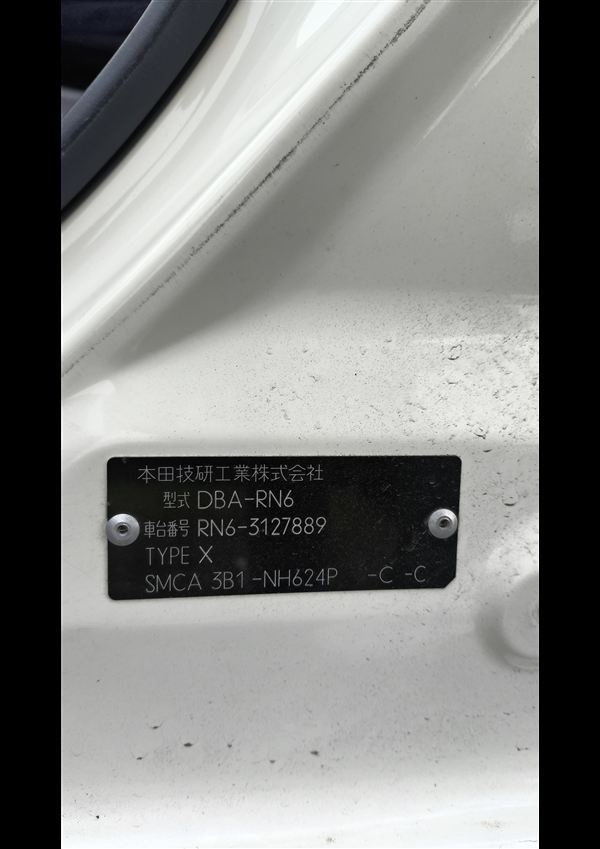 本田技研工業株式会社
型式 DBA-RN6
車台番号 RN6-3127889
TYPE X
SMCA 3B1 -NH624P -C -C